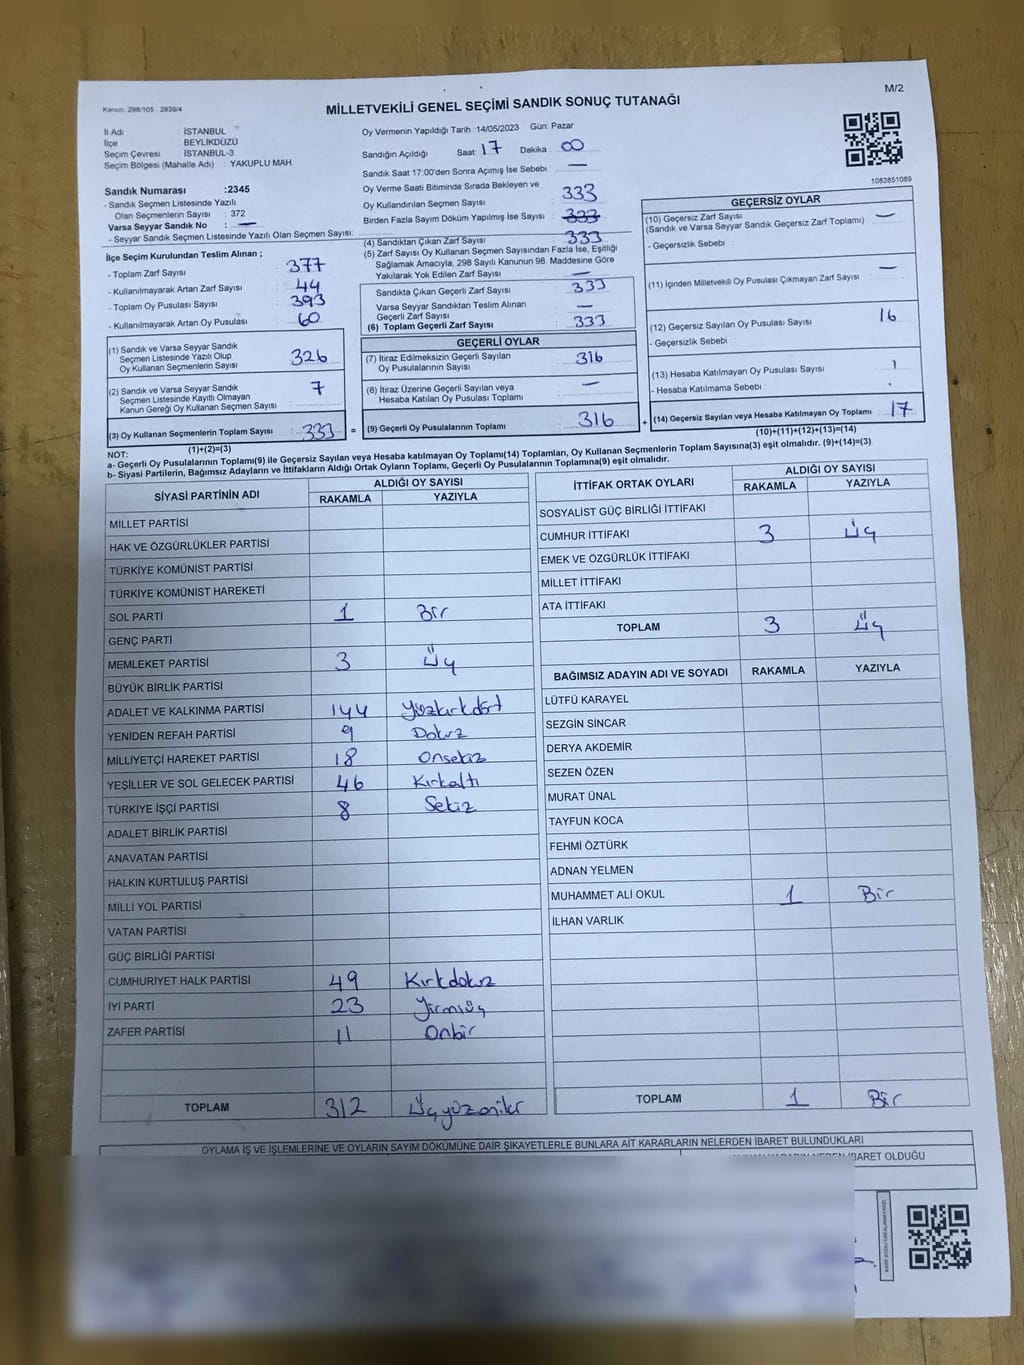 Kanun: 298/105 , 2839/4
M/2
MİLLETVEKİLİ GENEL SEÇİMİ SANDIK SONUÇ TUTANAĞI
İl Adı : İSTANBUL
İlçe : BEYLİKDÜZÜ
Seçim Çevresi : İSTANBUL-3
Seçim Bölgesi (Mahalle Adı) : YAKUPLU MAH.
Sandık Numarası :2345
- Sandık Seçmen Listesinde Yazılı
Olan Seçmenlerin Sayısı : 372
Varsa Seyyar Sandık No : —
- Seyyar Sandık Seçmen Listesinde Yazılı Olan Seçmen Sayısı:
Oy Vermenin Yapıldığı Tarih :14/05/2023 Gün: Pazar
Sandığın Açıldığı Saat : 17 Dakika : 00
Sandık Saat 17:00'den Sonra Açımış İse Sebebi : —
Oy Verme Saati Bitiminde Sırada Bekleyen ve
Oy Kullandırılan Seçmen Sayısı : 333
Birden Fazla Sayım Döküm Yapılmış İse Sayısı : 333
(4) Sandıktan Çıkan Zarf Sayısı : 333
(5) Zarf Sayısı Oy Kullanan Seçmen Sayısından Fazla İse, Eşitliği
Sağlamak Amacıyla, 298 Sayılı Kanunun 98. Maddesine Göre
Yakılarak Yok Edilen Zarf Sayısı : —
Sandıkta Çıkan Geçerli Zarf Sayısı : 333
Varsa Seyyar Sandıktan Teslim Alınan
Geçerli Zarf Sayısı : —
(6) Toplam Geçerli Zarf Sayısı : 333
1083851089
GEÇERSİZ OYLAR
(10) Geçersiz Zarf Sayısı : —
(Sandık ve Varsa Seyyar Sandık Geçersiz Zarf Toplamı)
- Geçersizlik Sebebi :
(11) İçinden Milletvekili Oy Pusulası Çıkmayan Zarf Sayısı : —
(12) Geçersiz Sayılan Oy Pusulası Sayısı : 16
- Geçersizlik Sebebi :
(13) Hesaba Katılmayan Oy Pusulası Sayısı : 1
- Hesaba Katılmama Sebebi :
(14) Geçersiz Sayılan veya Hesaba Katılmayan Oy Toplamı : 17
(10)+(11)+(12)+(13)=(14)
İlçe Seçim Kurulundan Teslim Alınan ;
- Toplam Zarf Sayısı : 377
- Kullanılmayarak Artan Zarf Sayısı : 44
- Toplam Oy Pusulası Sayısı : 393
- Kullanılmayarak Artan Oy Pusulası : 60
(1) Sandık ve Varsa Seyyar Sandık
Seçmen Listesinde Yazılı Olup
Oy Kullanan Seçmenlerin Sayısı : 326
(2) Sandık ve Varsa Seyyar Sandık
Seçmen Listesinde Kayıtlı Olmayan
Kanun Gereği Oy Kullanan Seçmen Sayısı : 7
(3) Oy Kullanan Seçmenlerin Toplam Sayısı : 333 =
(1)+(2)=(3)
GEÇERLİ OYLAR
(7) İtiraz Edilmeksizin Geçerli Sayılan
Oy Pusulalarının Sayısı : 316
(8) İtiraz Üzerine Geçerli Sayılan veya
Hesaba Katılan Oy Pusulası Toplamı : —
(9) Geçerli Oy Pusulalarının Toplamı : 316 +
NOT:
a- Geçerli Oy Pusulalarının Toplamı(9) ile Geçersiz Sayılan veya Hesaba katılmayan Oy Toplamı(14) Toplamları, Oy Kullanan Seçmenlerin Toplam Sayısına(3) eşit olmalıdır. (9)+(14)=(3)
b- Siyasi Partilerin, Bağımsız Adayların ve İttifakların Aldığı Ortak Oyların Toplamı, Geçerli Oy Pusulalarının Toplamına(9) eşit olmalıdır.
SİYASİ PARTİNİN ADI ALDIĞI OY SAYISI
RAKAMLA YAZIYLA
MİLLET PARTİSİ
HAK VE ÖZGÜRLÜKLER PARTİSİ
TÜRKİYE KOMÜNİST PARTİSİ
TÜRKİYE KOMÜNİST HAREKETİ
SOL PARTİ 1 Bir
GENÇ PARTİ
MEMLEKET PARTİSİ 3 Üç
BÜYÜK BİRLİK PARTİSİ
ADALET VE KALKINMA PARTİSİ 144 Yüzkırkdört
YENİDEN REFAH PARTİSİ 9 Dokuz
MİLLİYETÇİ HAREKET PARTİSİ 18 Onsekiz
YEŞİLLER VE SOL GELECEK PARTİSİ 46 Kırkaltı
TÜRKİYE İŞÇİ PARTİSİ 8 Sekiz
ADALET BİRLİK PARTİSİ
ANAVATAN PARTİSİ
HALKIN KURTULUŞ PARTİSİ
MİLLİ YOL PARTİSİ
VATAN PARTİSİ
GÜÇ BİRLİĞİ PARTİSİ
CUMHURİYET HALK PARTİSİ 49 Kırkdokuz
İYİ PARTİ 23 Yirmiüç
ZAFER PARTİSİ 11 Onbir
TOPLAM 312 Üçyüzoniki
İTTİFAK ORTAK OYLARI ALDIĞI OY SAYISI
RAKAMLA YAZIYLA
SOSYALİST GÜÇ BİRLİĞİ İTTİFAKI
CUMHUR İTTİFAKI 3 Üç
EMEK VE ÖZGÜRLÜK İTTİFAKI
MİLLET İTTİFAKI
ATA İTTİFAKI
TOPLAM 3 Üç
BAĞIMSIZ ADAYIN ADI VE SOYADI RAKAMLA YAZIYLA
LÜTFÜ KARAYEL
SEZGİN SİNCAR
DERYA AKDEMİR
SEZEN ÖZEN
MURAT ÜNAL
TAYFUN KOCA
FEHMİ ÖZTÜRK
ADNAN YELMEN
MUHAMMET ALİ OKUL 1 Bir
İLHAN VARLIK
TOPLAM 1 Bir
OYLAMA İŞ VE İŞLEMLERİNE VE OYLARIN SAYIM DÖKÜMÜNE DAİR ŞİKAYETLERLE BUNLARA AİT KARARLARIN NELERDEN İBARET BULUNDUKLARI
İBARET OLDUĞU